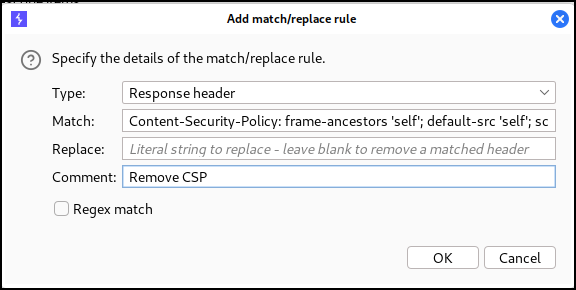 Add match/replace rule
Specify the details of the match/replace rule.
Type: Response header
Match: Content-Security-Policy: frame-ancestors 'self'; default-src 'self'; sc
Replace: Literal string to replace - leave blank to remove a matched header
Comment: Remove CSP
Regex match
OK Cancel